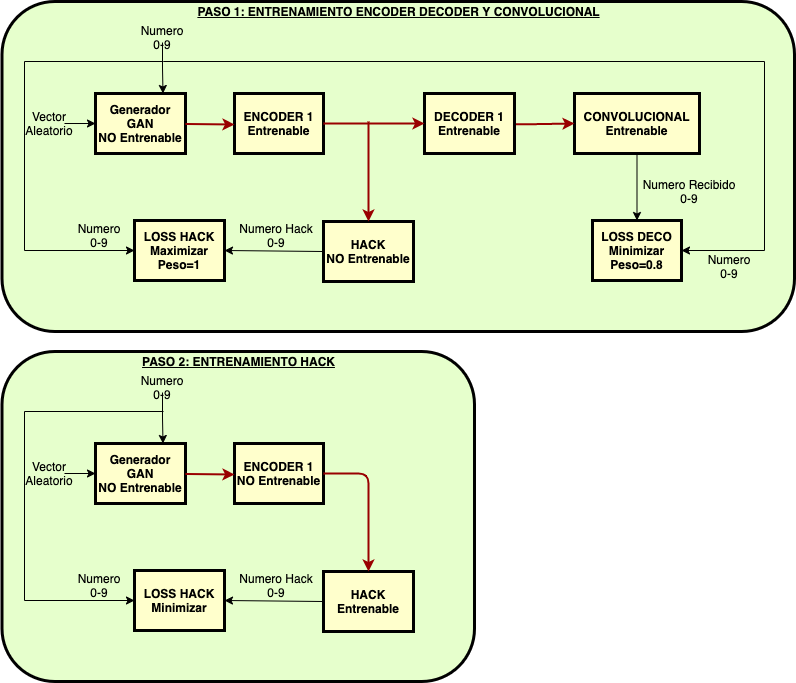 PASO 1: ENTRENAMIENTO ENCODER DECODER Y CONVOLUCIONAL
Numero
0-9
Vector
Aleatorio
Generador
GAN
NO Entrenable
ENCODER 1
Entrenable
DECODER 1
Entrenable
CONVOLUCIONAL
Entrenable
Numero Recibido
0-9
Numero
0-9
LOSS HACK
Maximizar
Peso=1
Numero Hack
0-9
HACK
NO Entrenable
LOSS DECO
Minimizar
Peso=0.8
Numero
0-9
PASO 2: ENTRENAMIENTO HACK
Numero
0-9
Vector
Aleatorio
Generador
GAN
NO Entrenable
ENCODER 1
NO Entrenable
Numero
0-9
LOSS HACK
Minimizar
Numero Hack
0-9
HACK
Entrenable